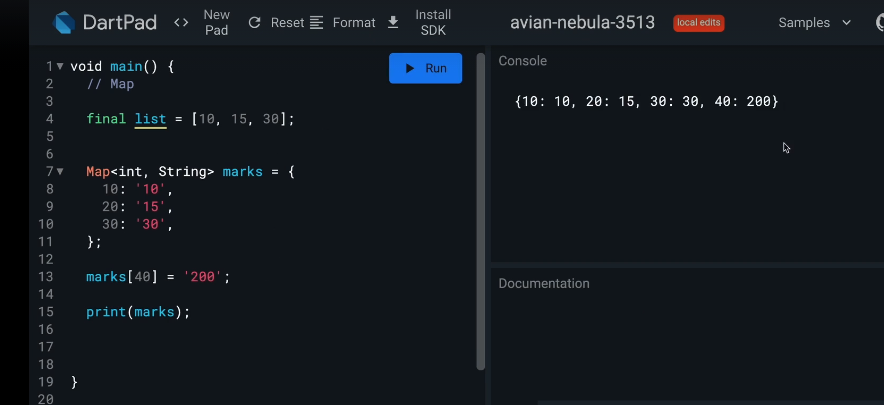 DartPad
<>
New
Pad
Reset
Format
Install
SDK
avian-nebula-3513
local edits
Samples
Run
1 void main() {
2 // Map
3
4 final list = [10, 15, 30];
5
6
7 Map<int, String> marks = {
8 10: '10',
9 20: '15',
10 30: '30',
11 };
12
13 marks[40] = '200';
14
15 print(marks);
16
17
18
19 }
20
Console
{10: 10, 20: 15, 30: 30, 40: 200}
Documentation